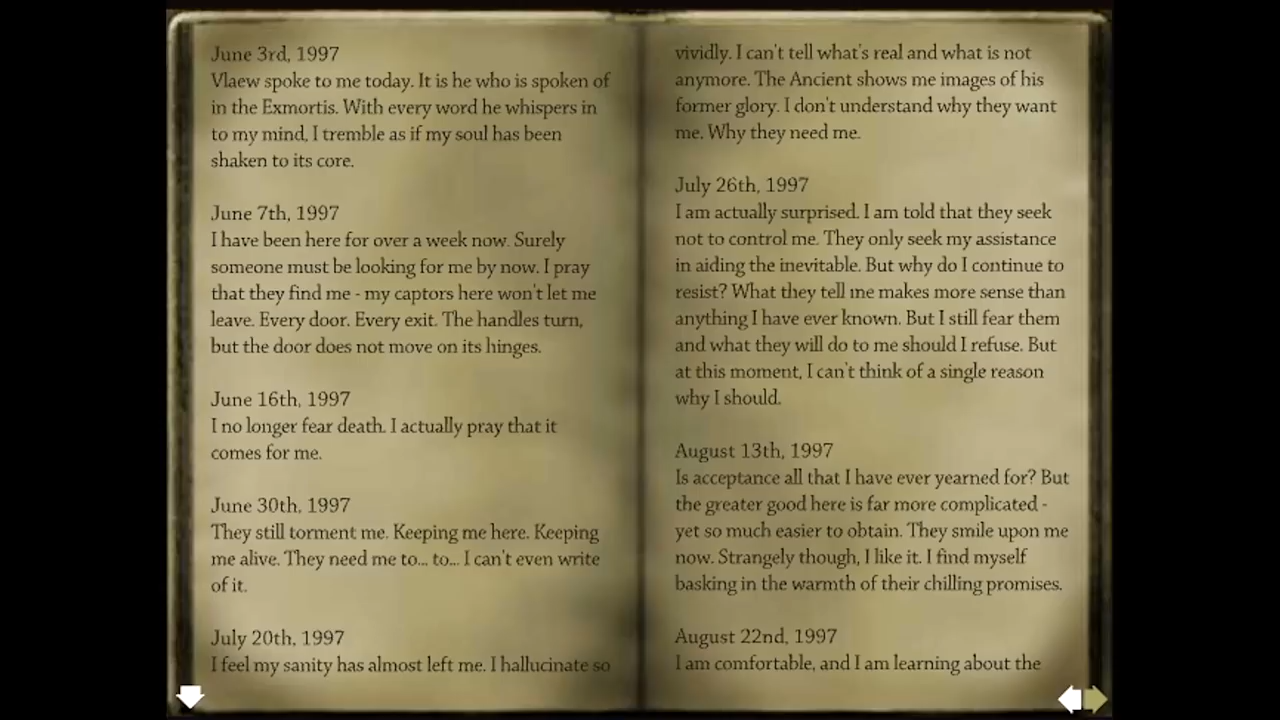 June 3rd, 1997
Vlaew spoke to me today. It is he who is spoken of
in the Exmortis. With every word he whispers in
to my mind, I tremble as if my soul has been
shaken to its core.
June 7th, 1997
I have been here for over a week now. Surely
someone must be looking for me by now. I pray
that they find me - my captors here won't let me
leave. Every door. Every exit. The handles turn,
but the door does not move on its hinges.
June 16th, 1997
I no longer fear death. I actually pray that it
comes for me.
June 30th, 1997
They still torment me. Keeping me here. Keeping
me alive. They need me to... to... I can't even write
of it.
July 20th, 1997
I feel my sanity has almost left me. I hallucinate so
vividly. I can't tell what's real and what is not
anymore. The Ancient shows me images of his
former glory. I don't understand why they want
me. Why they need me.
July 26th, 1997
I am actually surprised. I am told that they seek
not to control me. They only seek my assistance
in aiding the inevitable. But why do I continue to
resist? What they tell me makes more sense than
anything I have ever known. But I still fear them
and what they will do to me should I refuse. But
at this moment, I can't think of a single reason
why I should.
August 13th, 1997
Is acceptance all that I have ever yearned for? But
the greater good here is far more complicated -
yet so much easier to obtain. They smile upon me
now. Strangely though, I like it. I find myself
basking in the warmth of their chilling promises.
August 22nd, 1997
I am comfortable, and I am learning about the